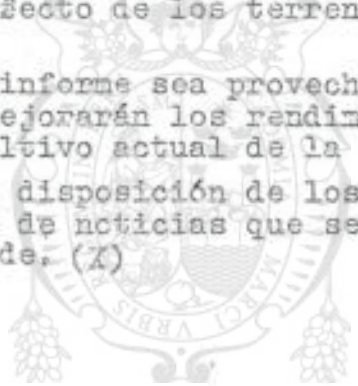 fecto de los terren
informe sea provech
ejorarán los rendim
ltivo actual de la
disposición de los
de noticias que se
de. (X)